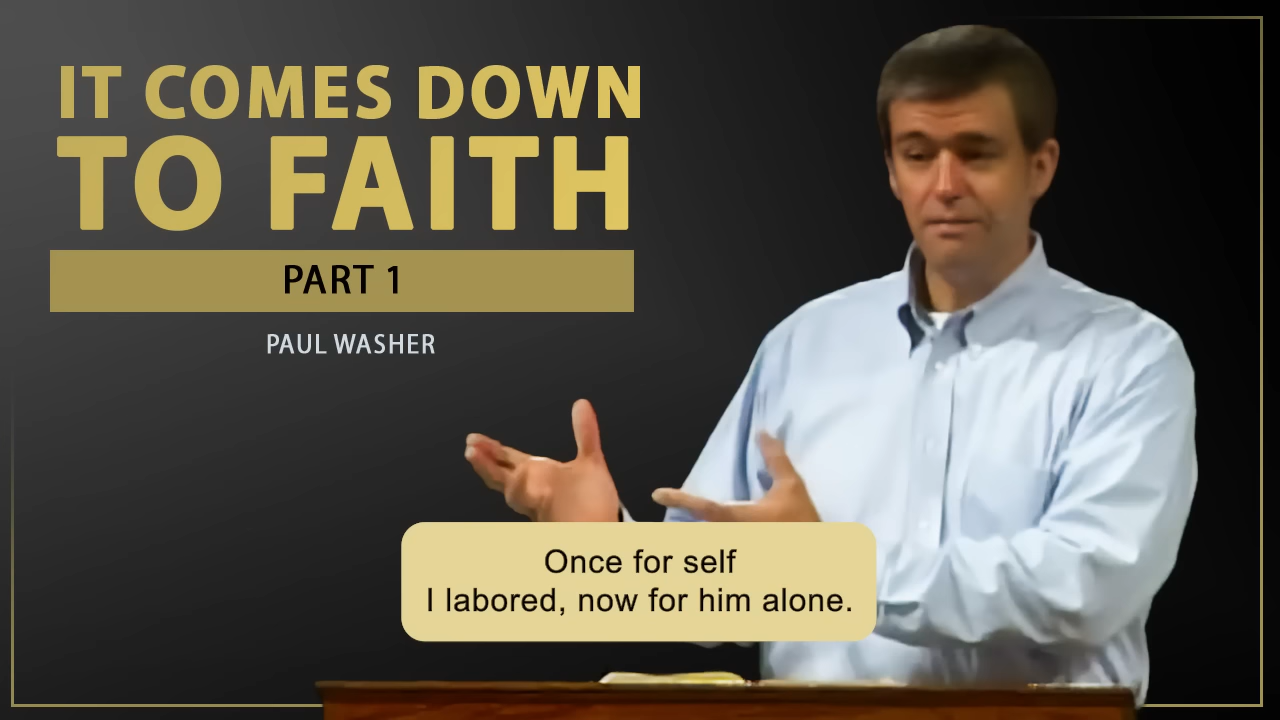 IT COMES DOWN
TO FAITH
PART 1
PAUL WASHER
Once for self
I labored, now for him alone.